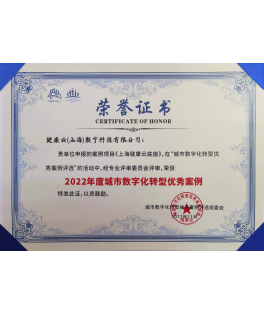 荣誉证书
CERTIFICATE OF HONOR
健康云(上海)数字科技有限公司:
贵单位申报的案例项目《上海健康云底座》,在“城市数字化转型优
秀案例评选”的活动中,经专业评审委员会评审,荣获
2022年度城市数字化转型优秀案例
特发此证,以资鼓励。